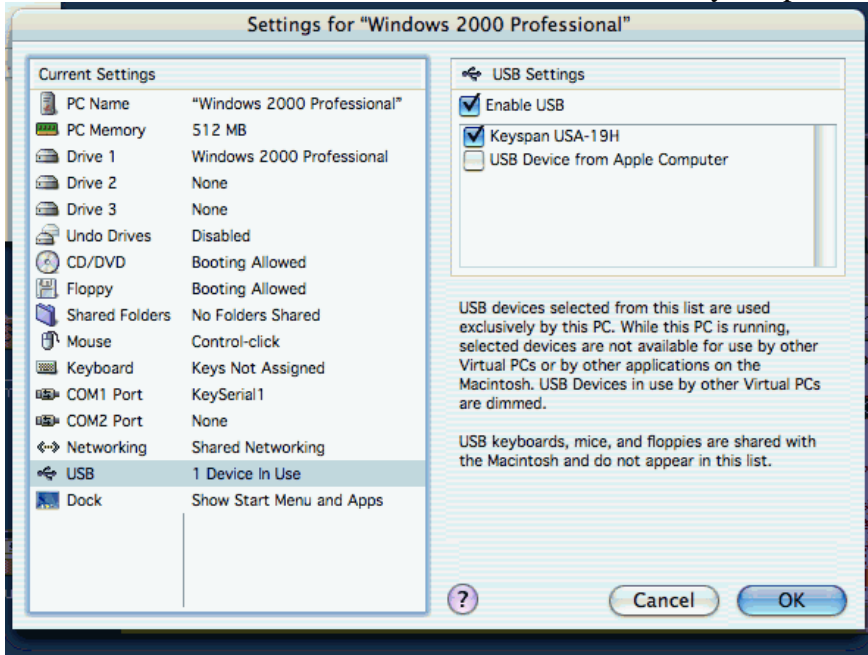 Settings for “Windows 2000 Professional”
Current Settings
PC Name “Windows 2000 Professional”
PC Memory 512 MB
Drive 1 Windows 2000 Professional
Drive 2 None
Drive 3 None
Undo Drives Disabled
CD/DVD Booting Allowed
Floppy Booting Allowed
Shared Folders No Folders Shared
Mouse Control-click
Keyboard Keys Not Assigned
COM1 Port KeySerial1
COM2 Port None
Networking Shared Networking
USB 1 Device In Use
Dock Show Start Menu and Apps
USB Settings
Enable USB
Keyspan USA-19H
USB Device from Apple Computer
USB devices selected from this list are used
exclusively by this PC. While this PC is running,
selected devices are not available for use by other
Virtual PCs or by other applications on the
Macintosh. USB Devices in use by other Virtual PCs
are dimmed.
USB keyboards, mice, and floppies are shared with
the Macintosh and do not appear in this list.
?
Cancel
OK